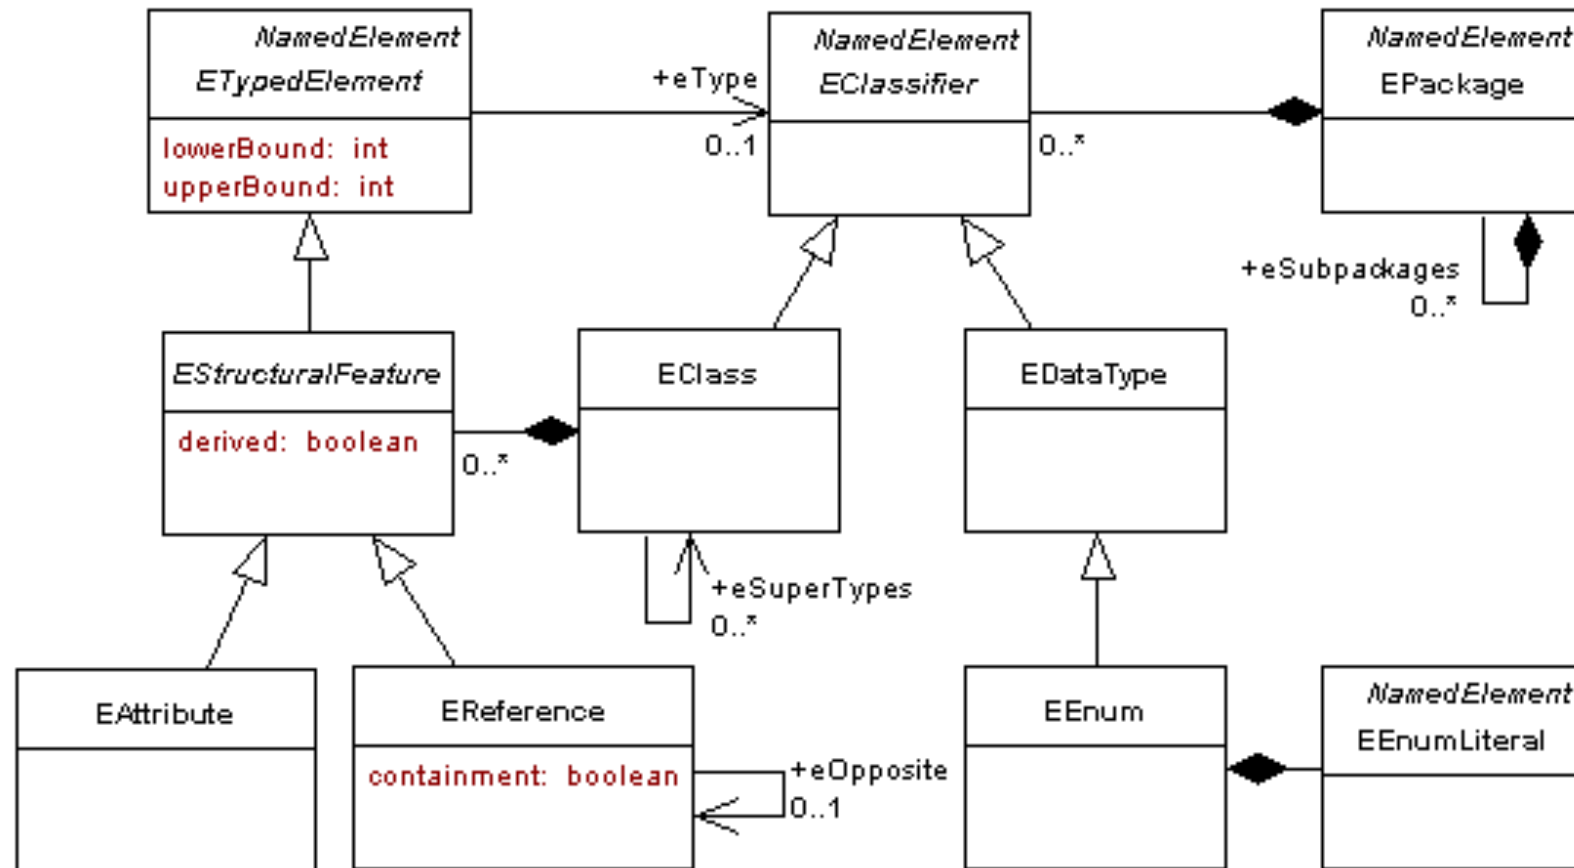 NamedElement
ETypedElement
lowerBound: int
upperBound: int
+eType
0..1
NamedElement
EClassifier
0..*
NamedElement
EPackage
+eSubpackages
0..*
EStructuralFeature
derived: boolean
0..*
EClass
+eSuperTypes
0..*
EDataType
EAttribute
EReference
containment: boolean
+eOpposite
0..1
EEnum
NamedElement
EEnumLiteral